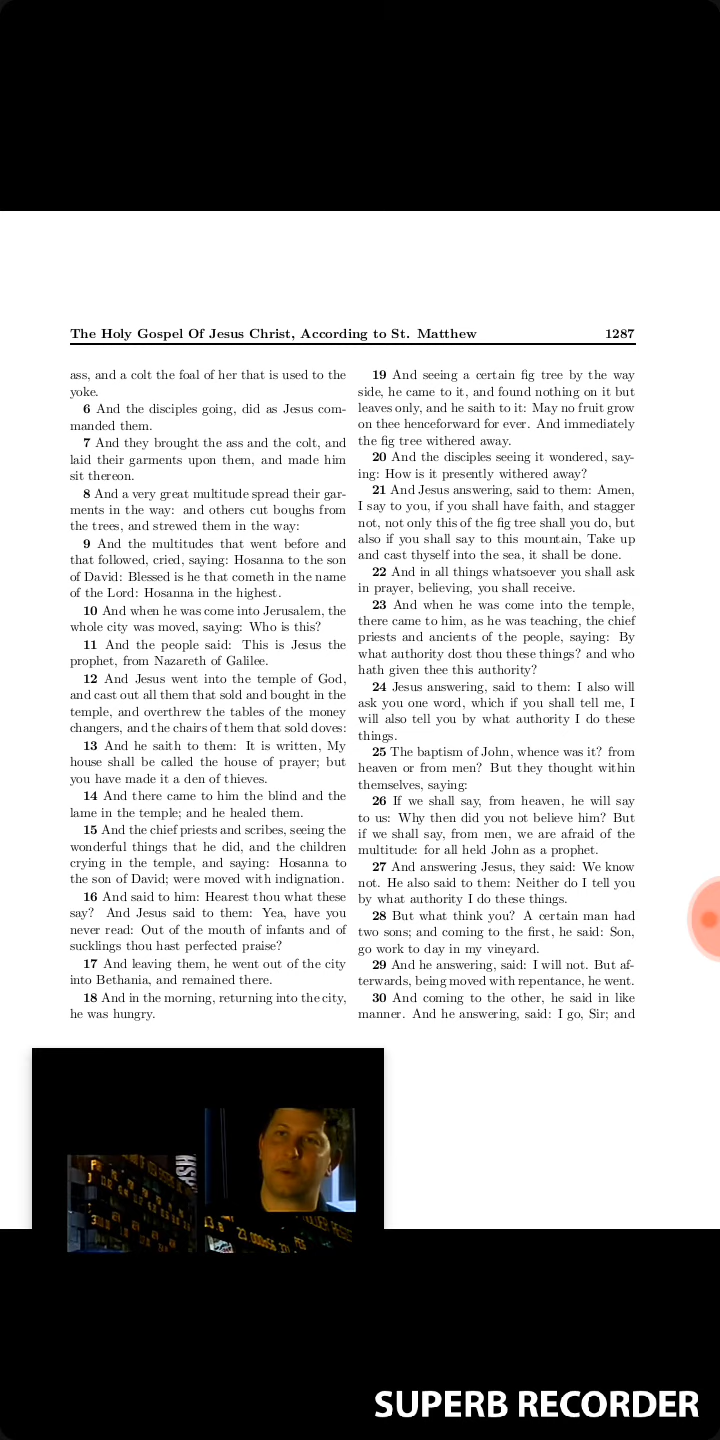 The Holy Gospel Of Jesus Christ, According to St. Matthew 1287
ass, and a colt the foal of her that is used to the
yoke.
6 And the disciples going, did as Jesus com-
manded them.
7 And they brought the ass and the colt, and
laid their garments upon them, and made him
sit thereon.
8 And a very great multitude spread their gar-
ments in the way: and others cut boughs from
the trees, and strewed them in the way:
9 And the multitudes that went before and
that followed, cried, saying: Hosanna to the son
of David: Blessed is he that cometh in the name
of the Lord: Hosanna in the highest.
10 And when he was come into Jerusalem, the
whole city was moved, saying: Who is this?
11 And the people said: This is Jesus the
prophet, from Nazareth of Galilee.
12 And Jesus went into the temple of God,
and cast out all them that sold and bought in the
temple, and overthrew the tables of the money
changers, and the chairs of them that sold doves:
13 And he saith to them: It is written, My
house shall be called the house of prayer; but
you have made it a den of thieves.
14 And there came to him the blind and the
lame in the temple; and he healed them.
15 And the chief priests and scribes, seeing the
wonderful things that he did, and the children
crying in the temple, and saying: Hosanna to
the son of David; were moved with indignation.
16 And said to him: Hearest thou what these
say? And Jesus said to them: Yea, have you
never read: Out of the mouth of infants and of
sucklings thou hast perfected praise?
17 And leaving them, he went out of the city
into Bethania, and remained there.
18 And in the morning, returning into the city,
he was hungry.
19 And seeing a certain fig tree by the way
side, he came to it, and found nothing on it but
leaves only, and he saith to it: May no fruit grow
on thee henceforward for ever. And immediately
the fig tree withered away.
20 And the disciples seeing it wondered, say-
ing: How is it presently withered away?
21 And Jesus answering, said to them: Amen,
I say to you, if you shall have faith, and stagger
not, not only this of the fig tree shall you do, but
also if you shall say to this mountain, Take up
and cast thyself into the sea, it shall be done.
22 And in all things whatsoever you shall ask
in prayer, believing, you shall receive.
23 And when he was come into the temple,
there came to him, as he was teaching, the chief
priests and ancients of the people, saying: By
what authority dost thou these things? and who
hath given thee this authority?
24 Jesus answering, said to them: I also will
ask you one word, which if you shall tell me, I
will also tell you by what authority I do these
things.
25 The baptism of John, whence was it? from
heaven or from men? But they thought within
themselves, saying:
26 If we shall say, from heaven, he will say
to us: Why then did you not believe him? But
if we shall say, from men, we are afraid of the
multitude: for all held John as a prophet.
27 And answering Jesus, they said: We know
not. He also said to them: Neither do I tell you
by what authority I do these things.
28 But what think you? A certain man had
two sons; and coming to the first, he said: Son,
go work to day in my vineyard.
29 And he answering, said: I will not. But af-
terwards, being moved with repentance, he went.
30 And coming to the other, he said in like
manner. And he answering, said: I go, Sir; and
SUPERB RECORDER